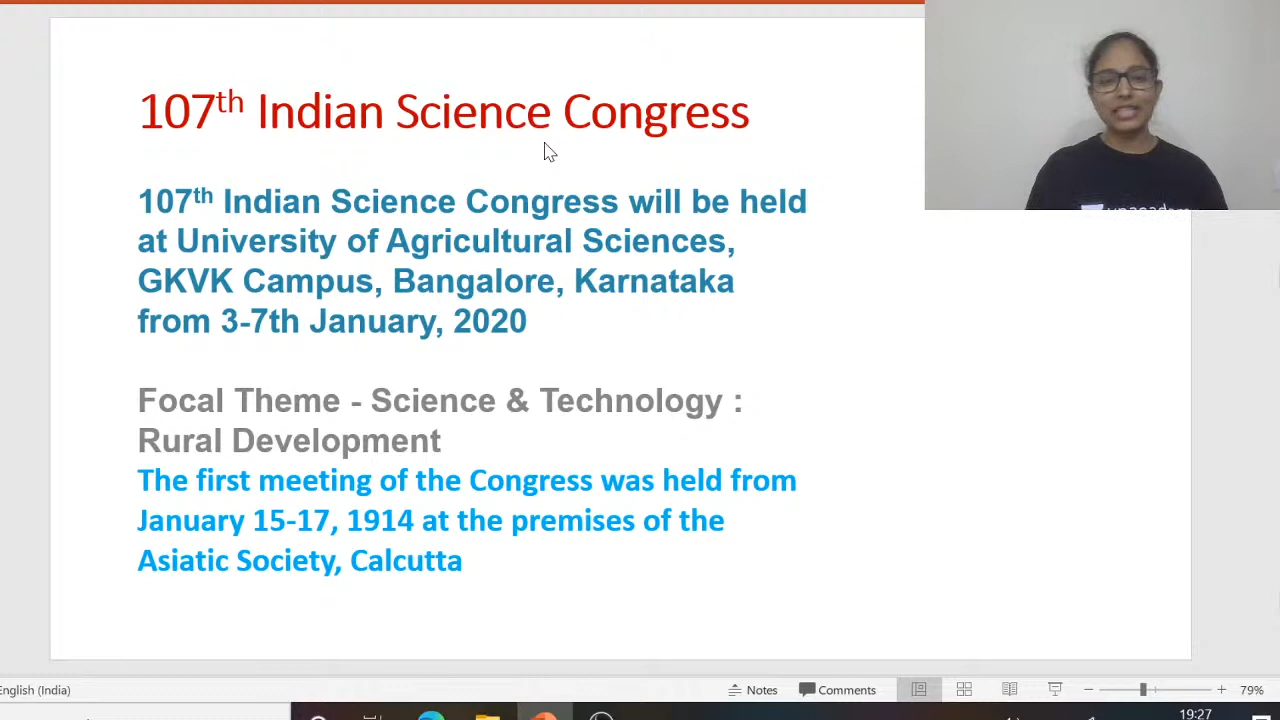 107th Indian Science Congress
107th Indian Science Congress will be held
at University of Agricultural Sciences,
GKVK Campus, Bangalore, Karnataka
from 3-7th January, 2020
Focal Theme - Science & Technology :
Rural Development
The first meeting of the Congress was held from
January 15-17, 1914 at the premises of the
Asiatic Society, Calcutta
English (India)
Notes
Comments
79%
19:27